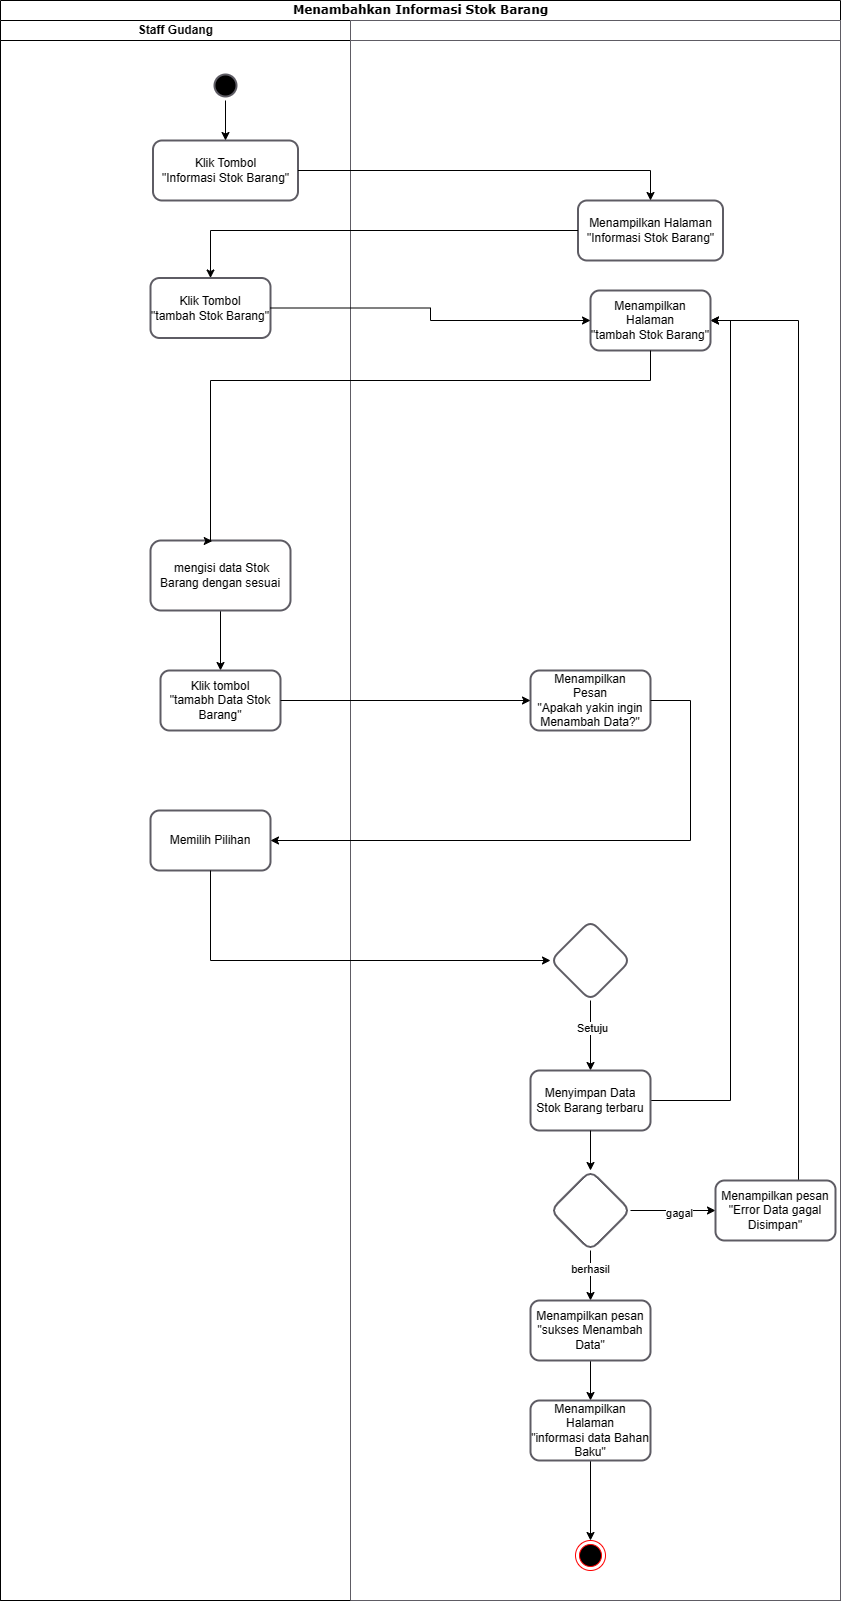 Menambahkan Informasi Stok Barang
Staff Gudang
Klik Tombol
"Informasi Stok Barang"
Menampilkan Halaman
"Informasi Stok Barang"
Klik Tombol
"tambah Stok Barang"
Menampilkan
Halaman
"tambah Stok Barang"
mengisi data Stok
Barang dengan sesuai
Klik tombol
"tamabh Data Stok
Barang"
Menampilkan
Pesan
"Apakah yakin ingin
Menambah Data?"
Memilih Pilihan
Setuju
Menyimpan Data
Stok Barang terbaru
gagal
Menampilkan pesan
"Error Data gagal
Disimpan"
berhasil
Menampilkan pesan
"sukses Menambah
Data"
Menampilkan
Halaman
"informasi data Bahan
Baku"